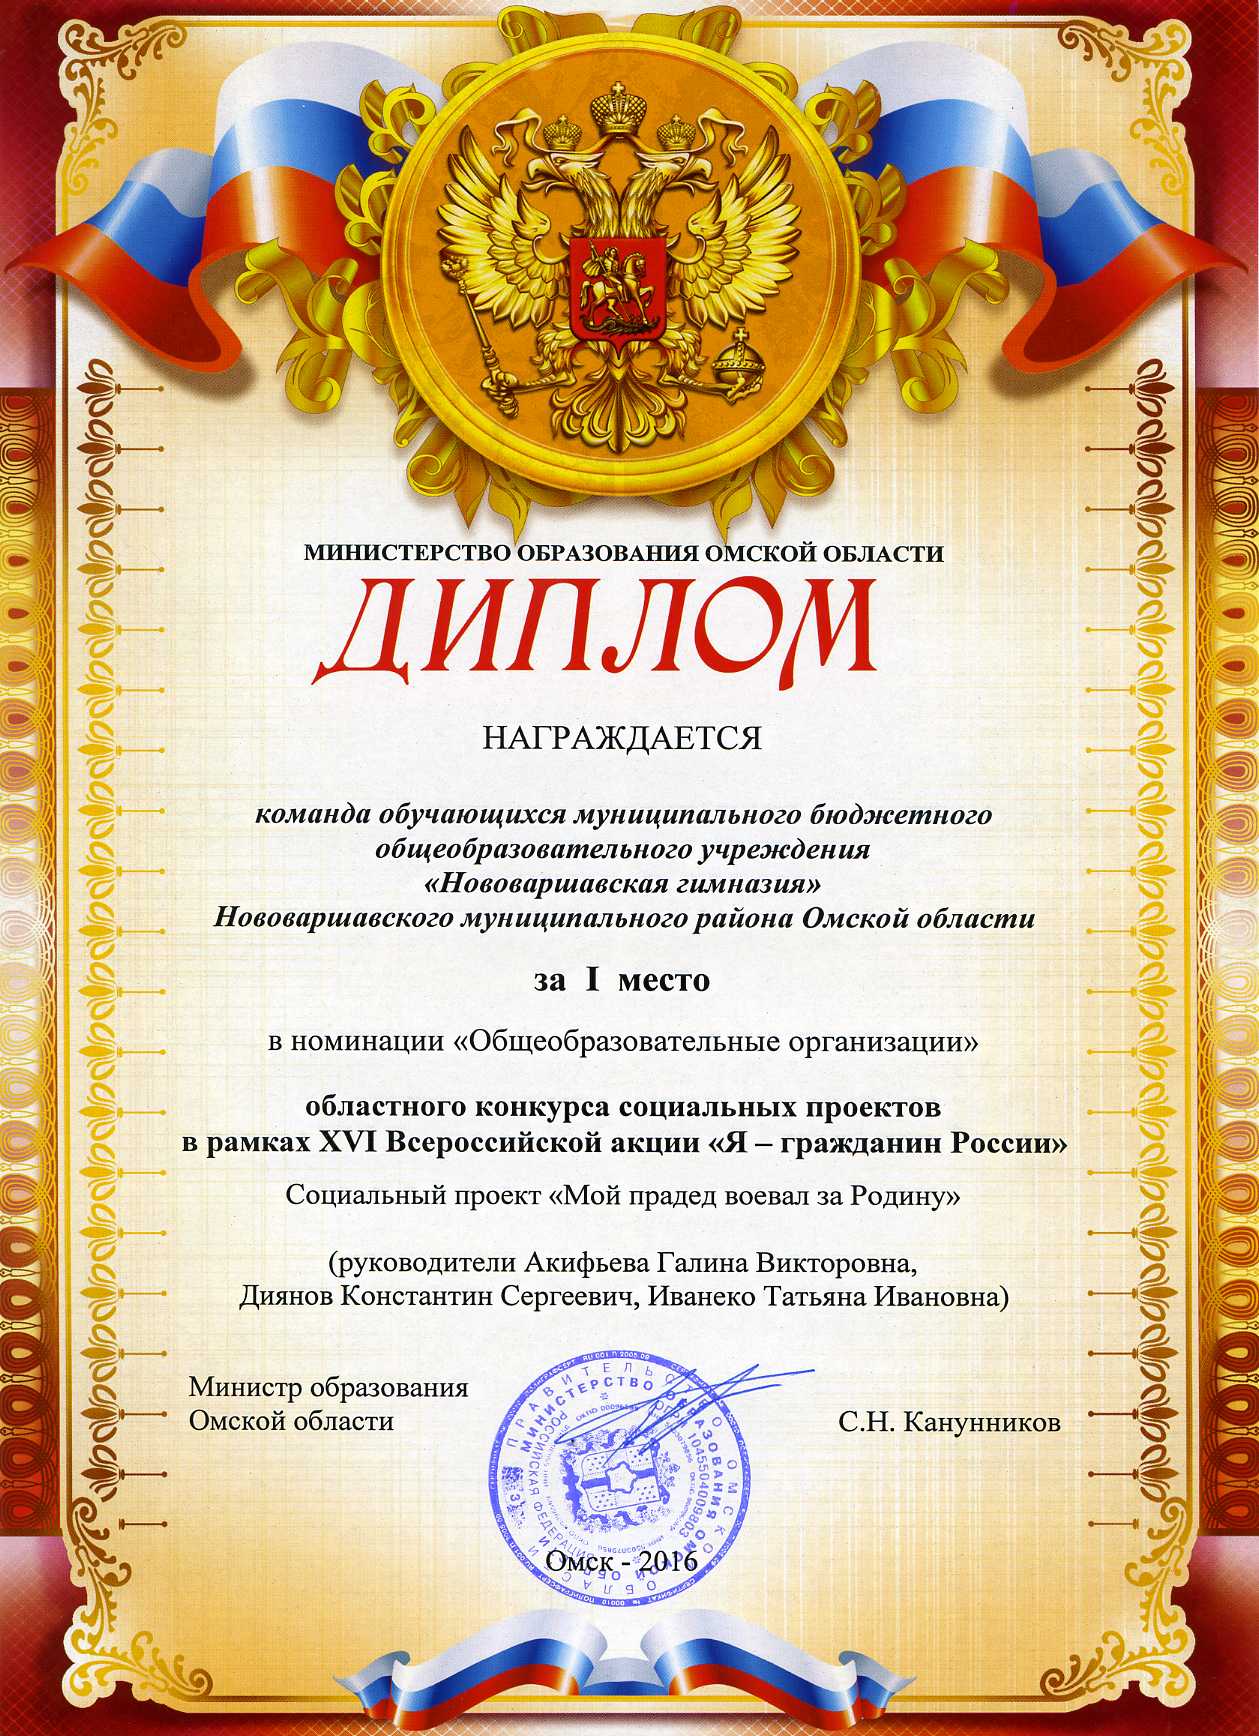 МИНИСТЕРСТВО ОБРАЗОВАНИЯ ОМСКОЙ ОБЛАСТИ
ДИПЛОМ
НАГРАЖДАЕТСЯ
команда обучающихся муниципального бюджетного
общеобразовательного учреждения
«Нововаршавская гимназия»
Нововаршавского муниципального района Омской области
за I место
в номинации «Общеобразовательные организации»
областного конкурса социальных проектов
в рамках XVI Всероссийской акции «Я – гражданин России»
Социальный проект «Мой прадед воевал за Родину»
(руководители Акифьева Галина Викторовна,
Диянов Константин Сергеевич, Иванеко Татьяна Ивановна)
Министр образования
Омской области
С.Н. Канунников
ПРАВИТЕЛЬСТВО ОМСКОЙ ОБЛАСТИ
МИНИСТЕРСТВО ОБРАЗОВАНИЯ ОМСКОЙ ОБЛАСТИ
РОССИЙСКАЯ ФЕДЕРАЦИЯ
ОГРН 1045504009803
Омск - 2016